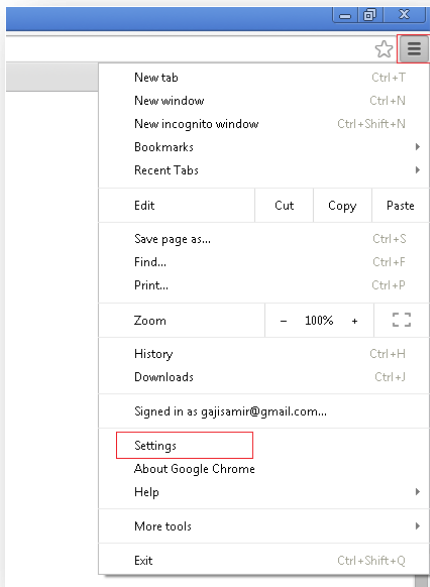 New tab Ctrl+T
New window Ctrl+N
New incognito window Ctrl+Shift+N
Bookmarks
Recent Tabs
Edit Cut Copy Paste
Save page as... Ctrl+S
Find... Ctrl+F
Print... Ctrl+P
Zoom – 100% +
History Ctrl+H
Downloads Ctrl+J
Signed in as gajisamir@gmail.com...
Settings
About Google Chrome
Help
More tools
Exit Ctrl+Shift+Q